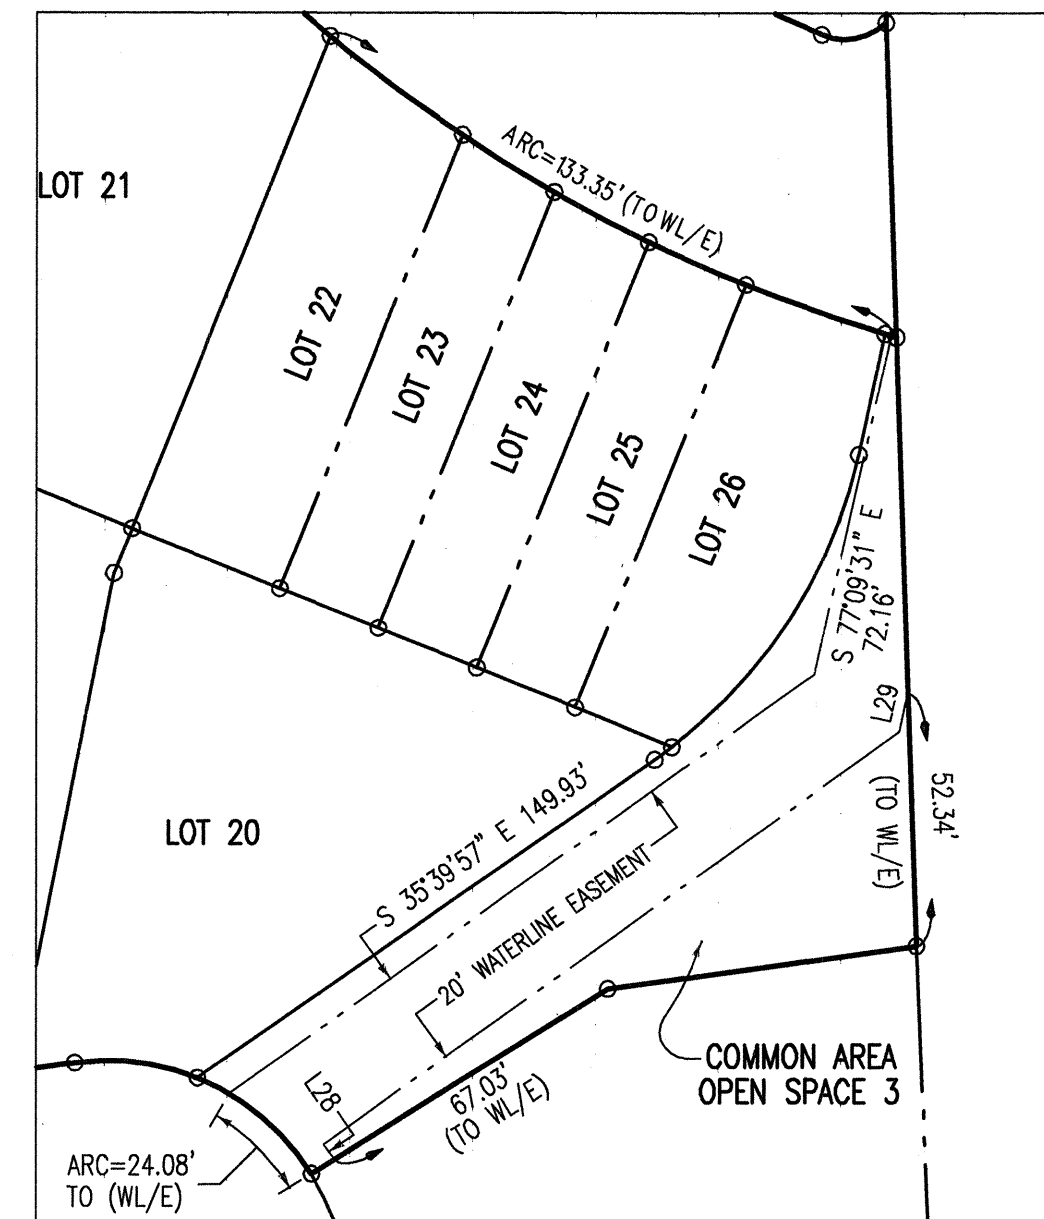 ARC=133.35' (TO WL/E)
LOT 21
LOT 22
LOT 23
LOT 24
LOT 25
LOT 26
S 77°09'31" E
72.16'
L29
52.34'
(TO WL/E)
LOT 20
S 35°39'57" E 149.93'
20' WATERLINE EASEMENT
COMMON AREA
OPEN SPACE 3
L28
67.03'
(TO WL/E)
ARC=24.08'
TO (WL/E)